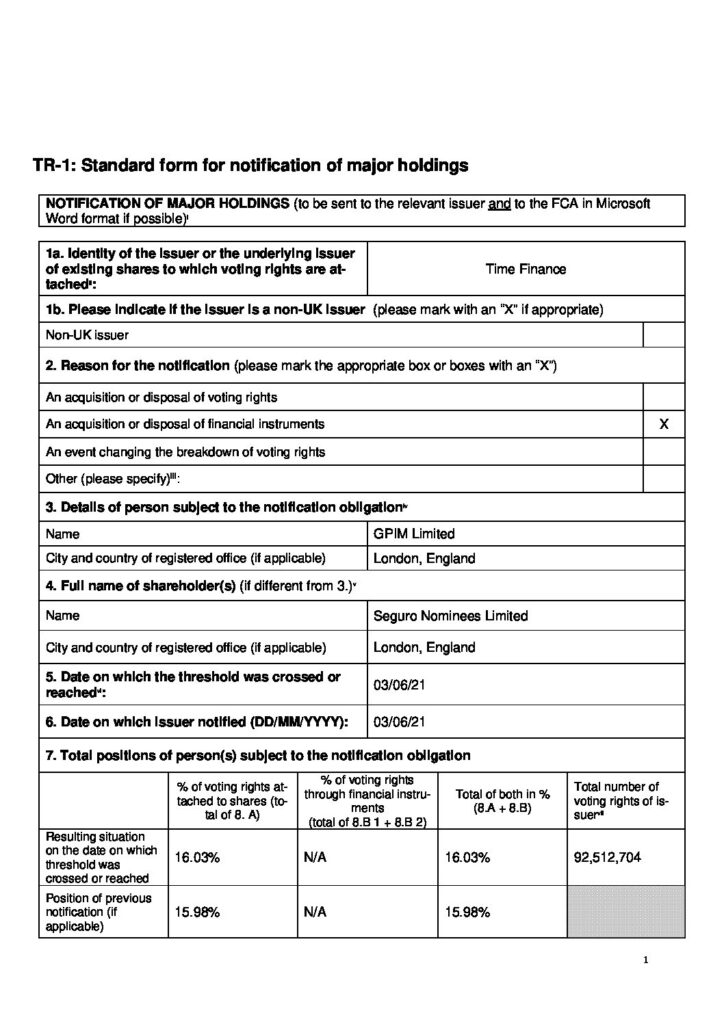 TR-1: Standard form for notification of major holdings
NOTIFICATION OF MAJOR HOLDINGS (to be sent to the relevant issuer and to the FCA in Microsoft
Word format if possible)i
1a. Identity of the issuer or the underlying issuer
of existing shares to which voting rights are at-
tachedii:
Time Finance
1b. Please indicate if the issuer is a non-UK issuer (please mark with an "X" if appropriate)
Non-UK issuer
2. Reason for the notification (please mark the appropriate box or boxes with an "X")
An acquisition or disposal of voting rights
An acquisition or disposal of financial instruments X
An event changing the breakdown of voting rights
Other (please specify)iii:
3. Details of person subject to the notification obligationiv
Name GPIM Limited
City and country of registered office (if applicable) London, England
4. Full name of shareholder(s) (if different from 3.)v
Name Seguro Nominees Limited
City and country of registered office (if applicable) London, England
5. Date on which the threshold was crossed or
reachedvi:
03/06/21
6. Date on which issuer notified (DD/MM/YYYY): 03/06/21
7. Total positions of person(s) subject to the notification obligation
% of voting rights at-
tached to shares (to-
tal of 8. A)
% of voting rights
through financial instru-
ments
(total of 8.B 1 + 8.B 2)
Total of both in %
(8.A + 8.B)
Total number of
voting rights of is-
suervii
Resulting situation
on the date on which
threshold was
crossed or reached
16.03% N/A 16.03% 92,512,704
Position of previous
notification (if
applicable)
15.98% N/A 15.98%
1